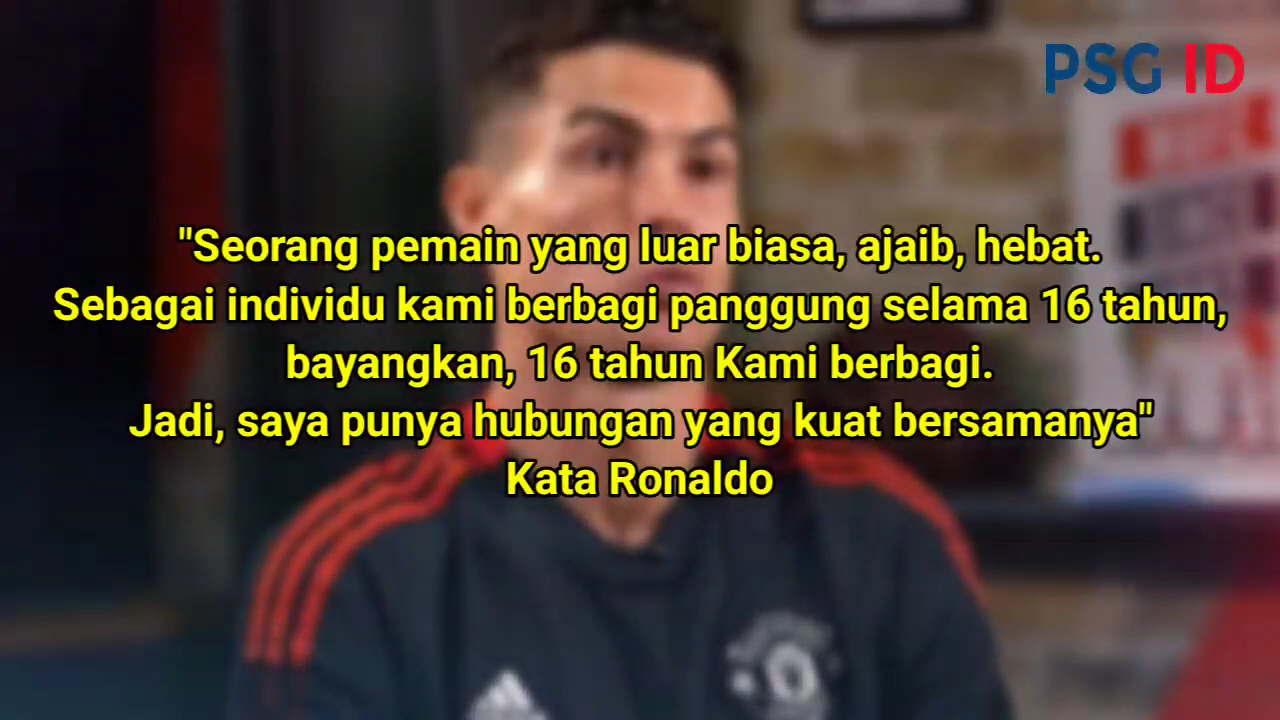 PSG ID
"Seorang pemain yang luar biasa, ajaib, hebat.
Sebagai individu kami berbagi panggung selama 16 tahun,
bayangkan, 16 tahun Kami berbagi.
Jadi, saya punya hubungan yang kuat bersamanya"
Kata Ronaldo